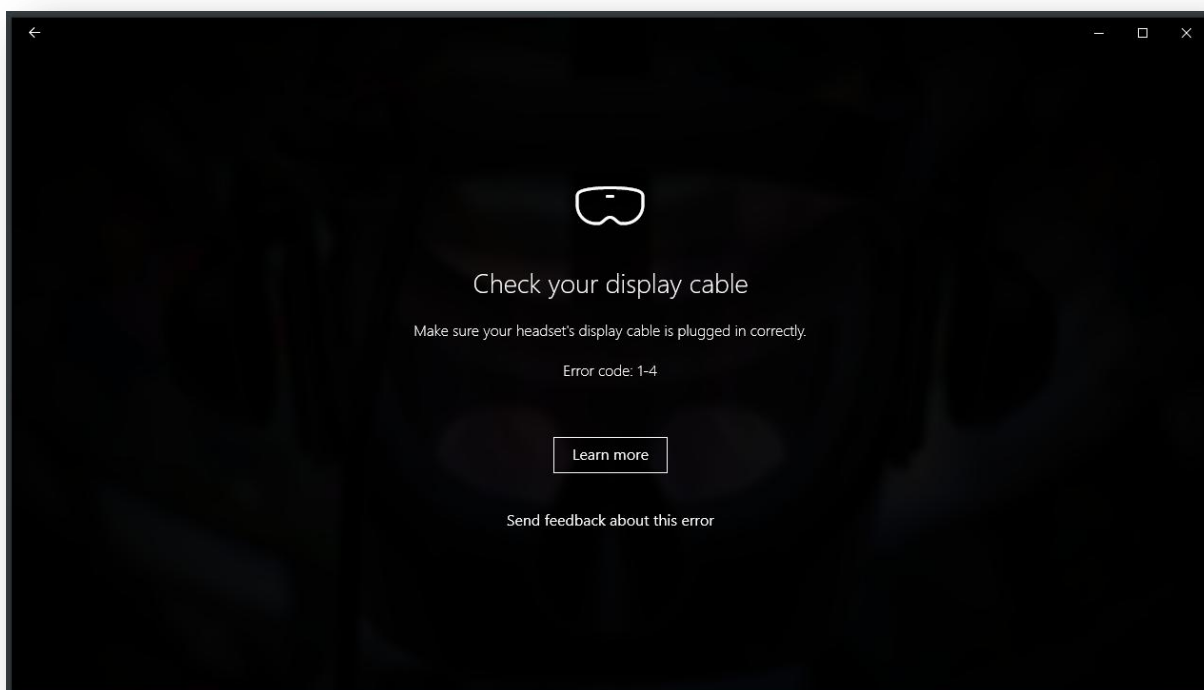 Check your display cable
Make sure your headset's display cable is plugged in correctly.
Error code: 1-4
Learn more
Send feedback about this error